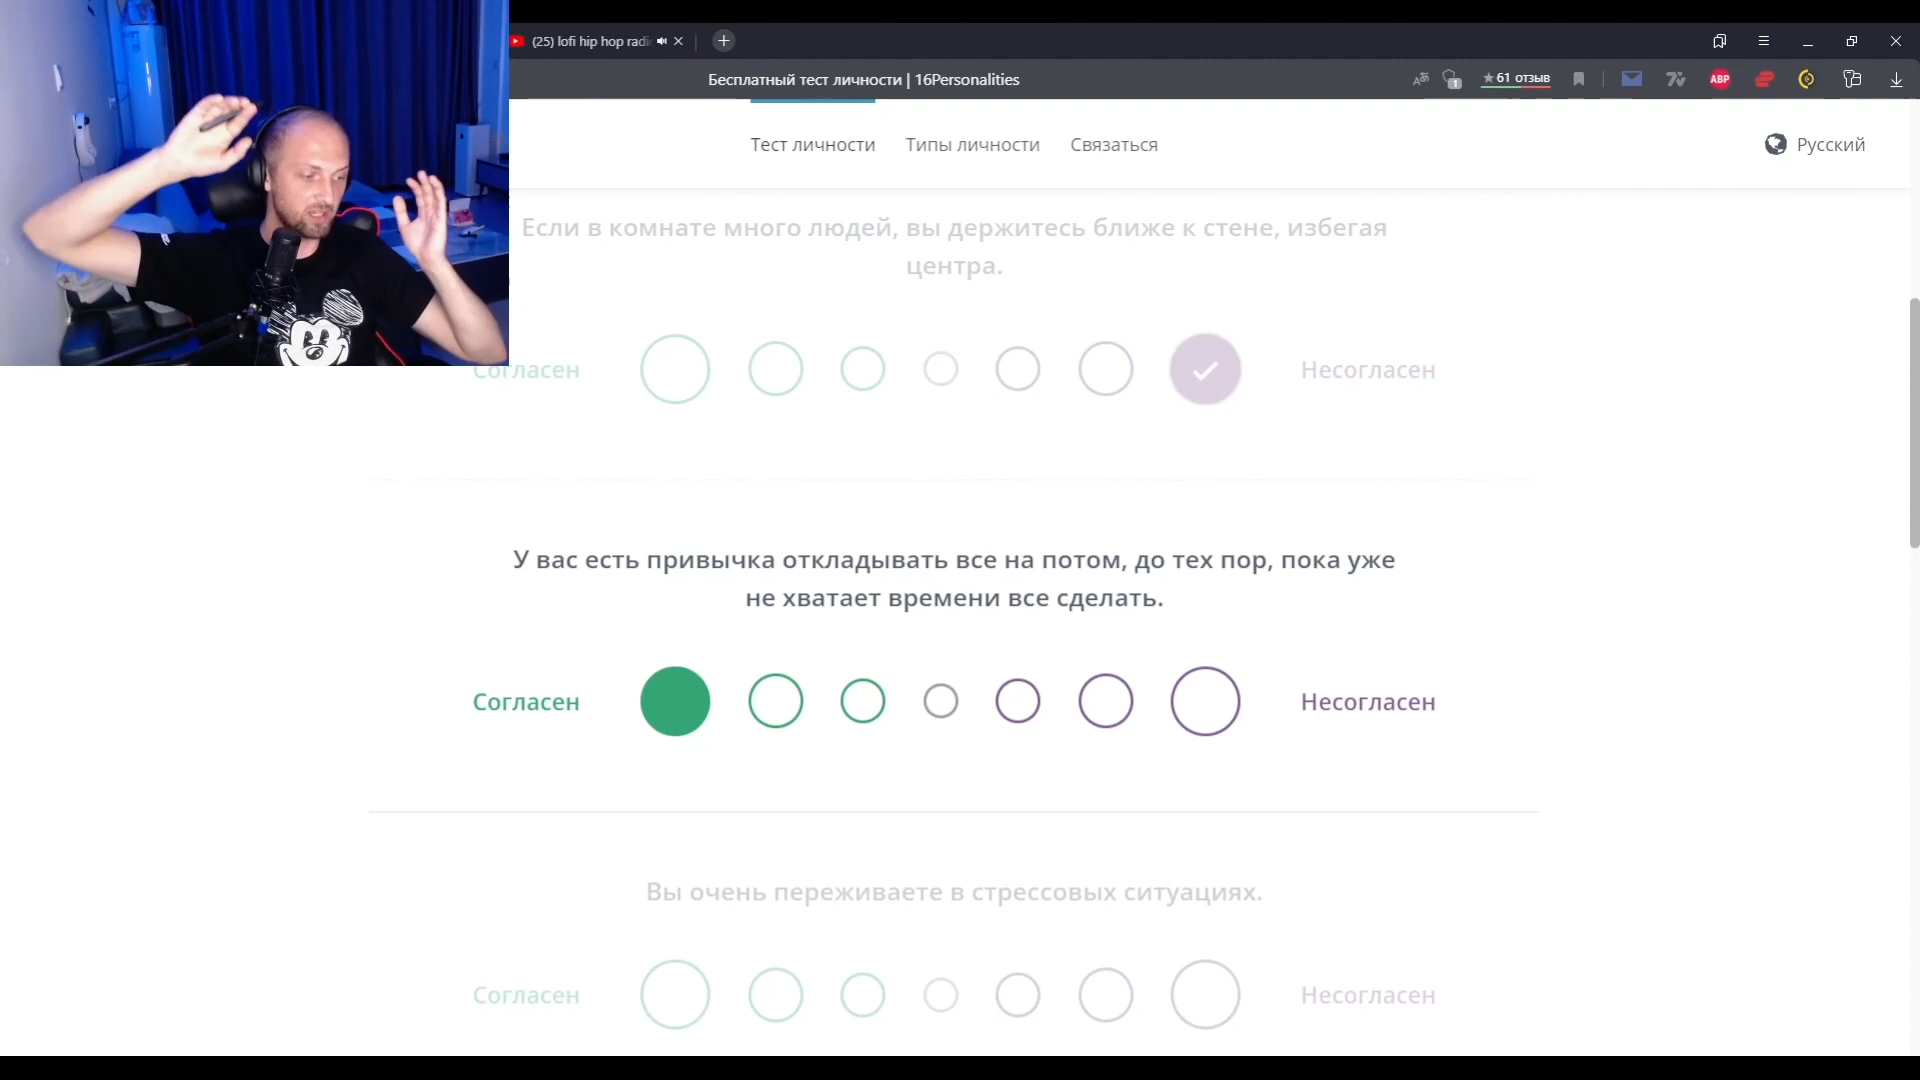 (25) lofi hip hop radi
Бесплатный тест личности | 16Personalities
61 отзыв
1
ABP
Тест личности
Типы личности
Связаться
Русский
Если в комнате много людей, вы держитесь ближе к стене, избегая
центра.
Согласен
Несогласен
У вас есть привычка откладывать все на потом, до тех пор, пока уже
не хватает времени все сделать.
Согласен
Несогласен
Вы очень переживаете в стрессовых ситуациях.
Согласен
Несогласен